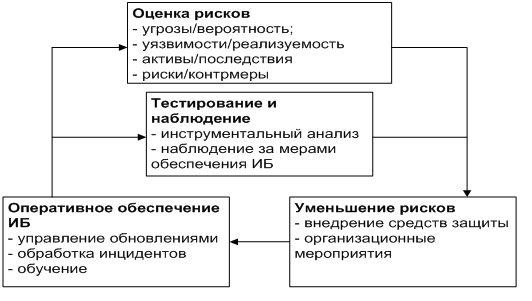 Оценка рисков
- угрозы/вероятность;
- уязвимости/реализуемость
- активы/последствия
- риски/контрмеры
Тестирование и
наблюдение
- инструментальный анализ
- наблюдение за мерами
обеспечения ИБ
Оперативное обеспечение
ИБ
- управление обновлениями
- обработка инцидентов
- обучение
Уменьшение рисков
- внедрение средств защиты
- организационные
мероприятия